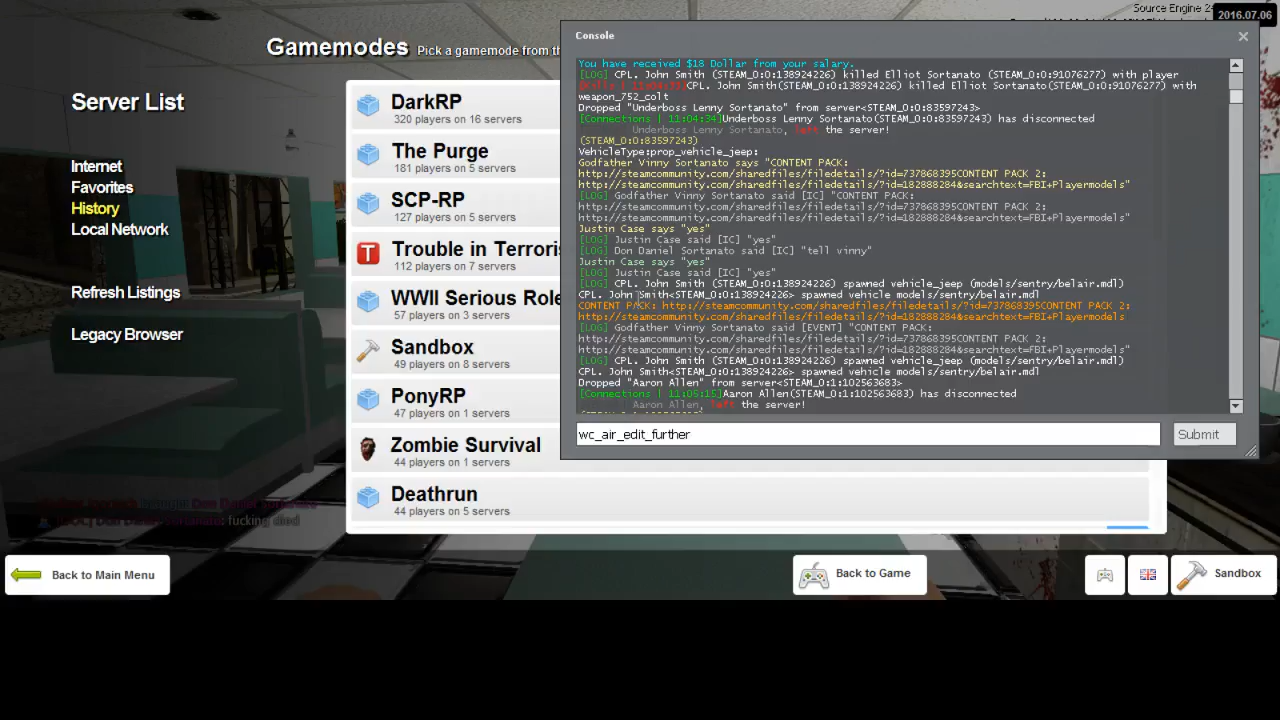 Source Engine 2
2016.07.06
Gamemodes Pick a gamemode from th
Server List
Internet
Favorites
History
Local Network
Refresh Listings
Legacy Browser
DarkRP
320 players on 16 servers
The Purge
181 players on 5 servers
SCP-RP
127 players on 5 servers
Trouble in Terroris
112 players on 7 servers
WWII Serious Role
57 players on 3 servers
Sandbox
49 players on 8 servers
PonyRP
47 players on 1 servers
Zombie Survival
44 players on 1 servers
Deathrun
44 players on 5 servers
Console
You have received $18 Dollar from your salary.
[LOG] CPL. John Smith (STEAM_0:0:138924226) killed Elliot Sortanato (STEAM_0:0:91076277) with player
CPL. John Smith(STEAM_0:0:138924226) killed Elliot Sortanato(STEAM_0:0:91076277) with
weapon_752_colt
Dropped "Underboss Lenny Sortanato" from server<STEAM_0:0:83597243>
[Connections | 11:04:34]Underboss Lenny Sortanato(STEAM_0:0:83597243) has disconnected
Underboss Lenny Sortanato, left the server!
(STEAM_0:0:83597243)
VehicleType:prop_vehicle_jeep:
Godfather Vinny Sortanato says "CONTENT PACK:
http://steamcommunity.com/sharedfiles/filedetails/?id=737868395CONTENT PACK 2:
http://steamcommunity.com/sharedfiles/filedetails/?id=182888284&searchtext=FBI+Playermodels"
[LOG] Godfather Vinny Sortanato said [IC] "CONTENT PACK:
http://steamcommunity.com/sharedfiles/filedetails/?id=737868395CONTENT PACK 2:
http://steamcommunity.com/sharedfiles/filedetails/?id=182888284&searchtext=FBI+Playermodels"
Justin Case says "yes"
[LOG] Justin Case said [IC] "yes"
[LOG] Don Daniel Sortanato said [IC] "tell vinny"
Justin Case says "yes"
[LOG] Justin Case said [IC] "yes"
[LOG] CPL. John Smith (STEAM_0:0:138924226) spawned vehicle_jeep (models/sentry/belair.mdl)
CPL. John Smith<STEAM_0:0:138924226> spawned vehicle models/sentry/belair.mdl
CONTENT PACK: http://steamcommunity.com/sharedfiles/filedetails/?id=737868395CONTENT PACK 2:
http://steamcommunity.com/sharedfiles/filedetails/?id=182888284&searchtext=FBI+Playermodels
[LOG] Godfather Vinny Sortanato said [EVENT] "CONTENT PACK:
http://steamcommunity.com/sharedfiles/filedetails/?id=737868395CONTENT PACK 2:
http://steamcommunity.com/sharedfiles/filedetails/?id=182888284&searchtext=FBI+Playermodels"
[LOG] CPL. John Smith (STEAM_0:0:138924226) spawned vehicle_jeep (models/sentry/belair.mdl)
CPL. John Smith<STEAM_0:0:138924226> spawned vehicle models/sentry/belair.mdl
Dropped "Aaron Allen" from server<STEAM_0:1:102563683>
[Connections | 11:05:15]Aaron Allen(STEAM_0:1:102563683) has disconnected
Aaron Allen, left the server!
wc_air_edit_further
Submit
fucking died
Back to Main Menu
Back to Game
Sandbox